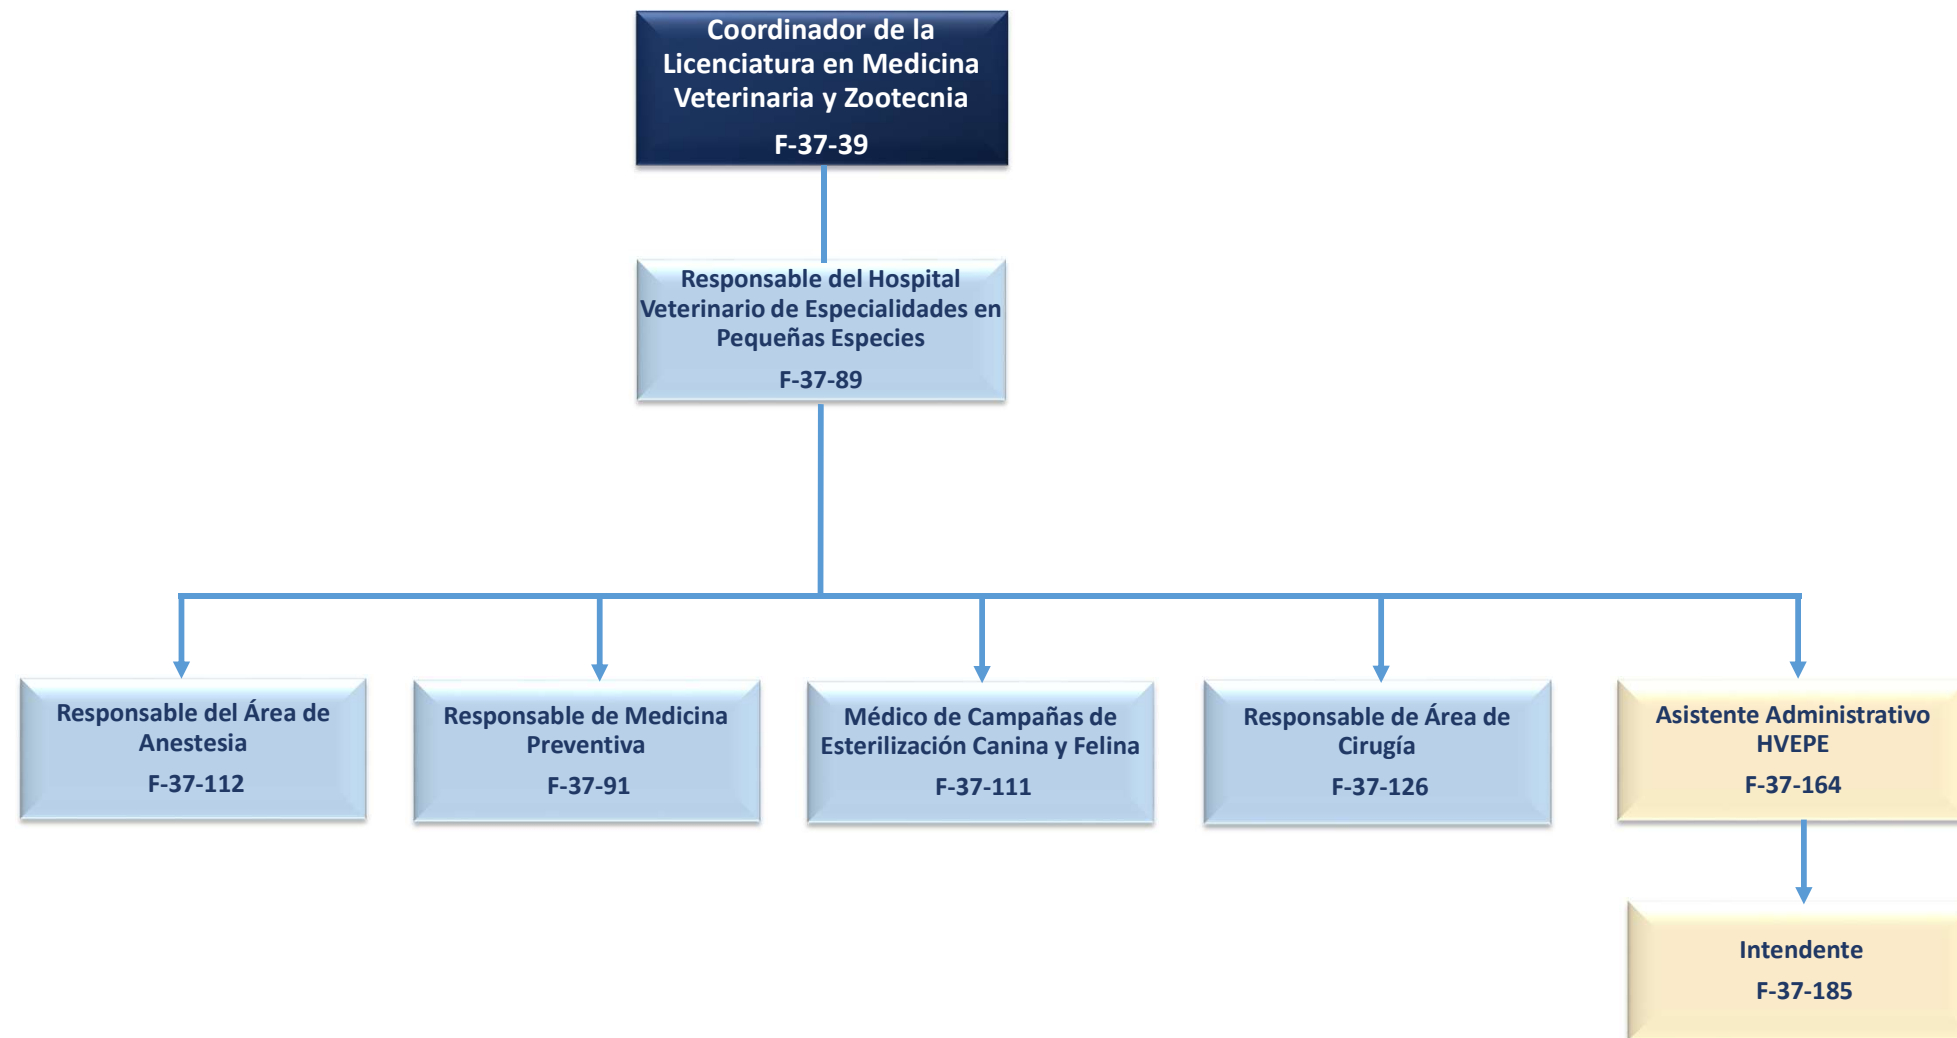 Coordinador de la
Licenciatura en Medicina
Veterinaria y Zootecnia
F-37-39
Responsable del Hospital
Veterinario de Especialidades en
Pequeñas Especies
F-37-89
Responsable del Área de
Anestesia
F-37-112
Responsable de Medicina
Preventiva
F-37-91
Médico de Campañas de
Esterilización Canina y Felina
F-37-111
Responsable de Área de
Cirugía
F-37-126
Asistente Administrativo
HVEPE
F-37-164
Intendente
F-37-185